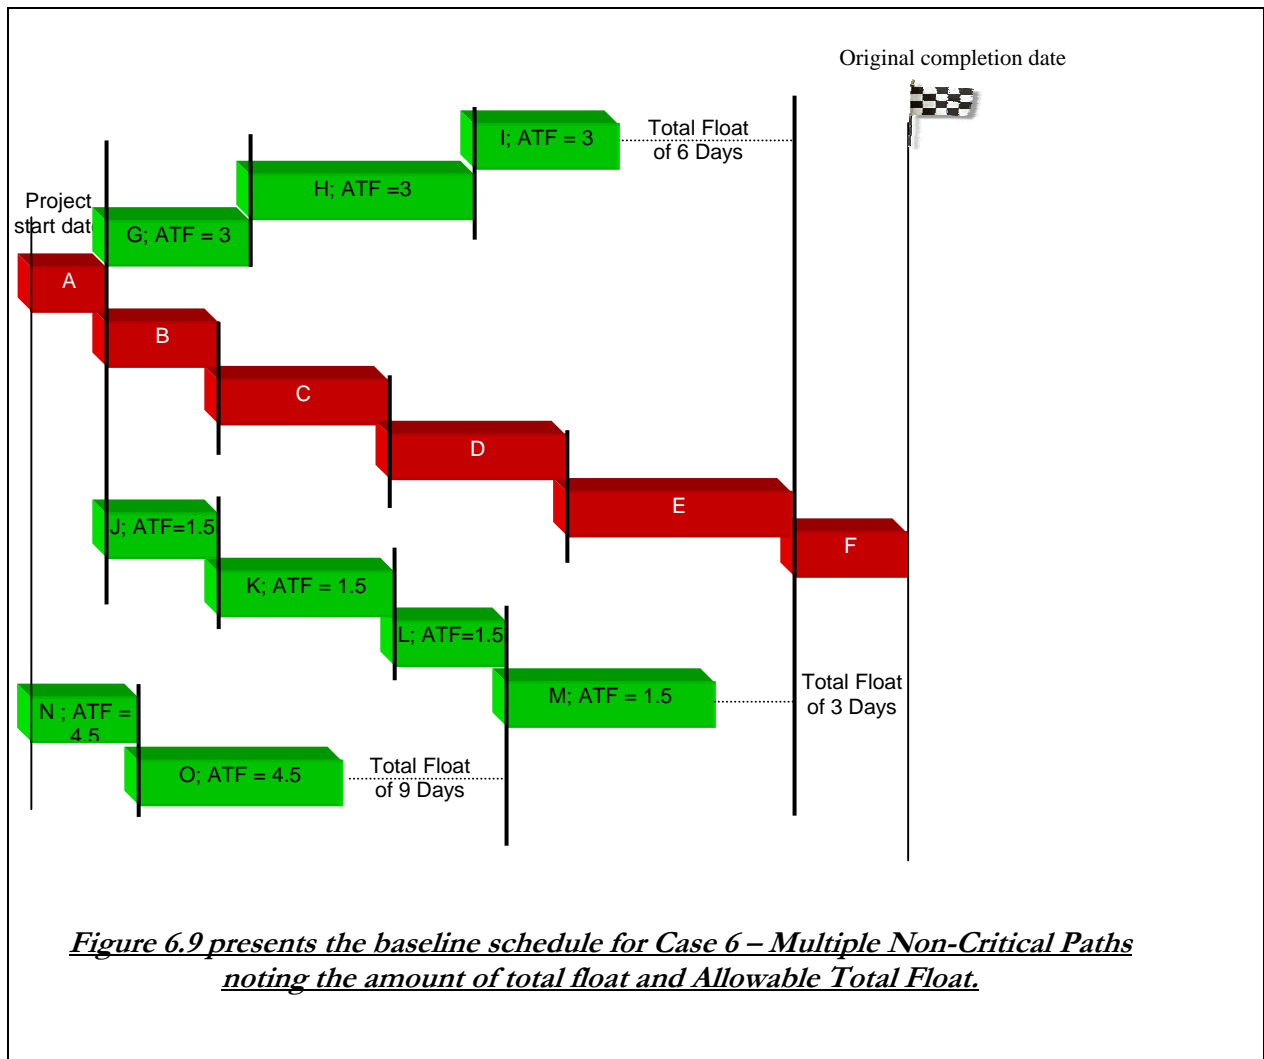 Original completion date
I; ATF = 3
Total Float
of 6 Days
H; ATF =3
Project
start dat
G; ATF = 3
A
B
C
D
E
F
J; ATF=1.5
K; ATF = 1.5
L; ATF=1.5
M; ATF = 1.5
Total Float
of 3 Days
N ; ATF =
4.5
O; ATF = 4.5
Total Float
of 9 Days
Figure 6.9 presents the baseline schedule for Case 6 – Multiple Non-Critical Paths
noting the amount of total float and Allowable Total Float.